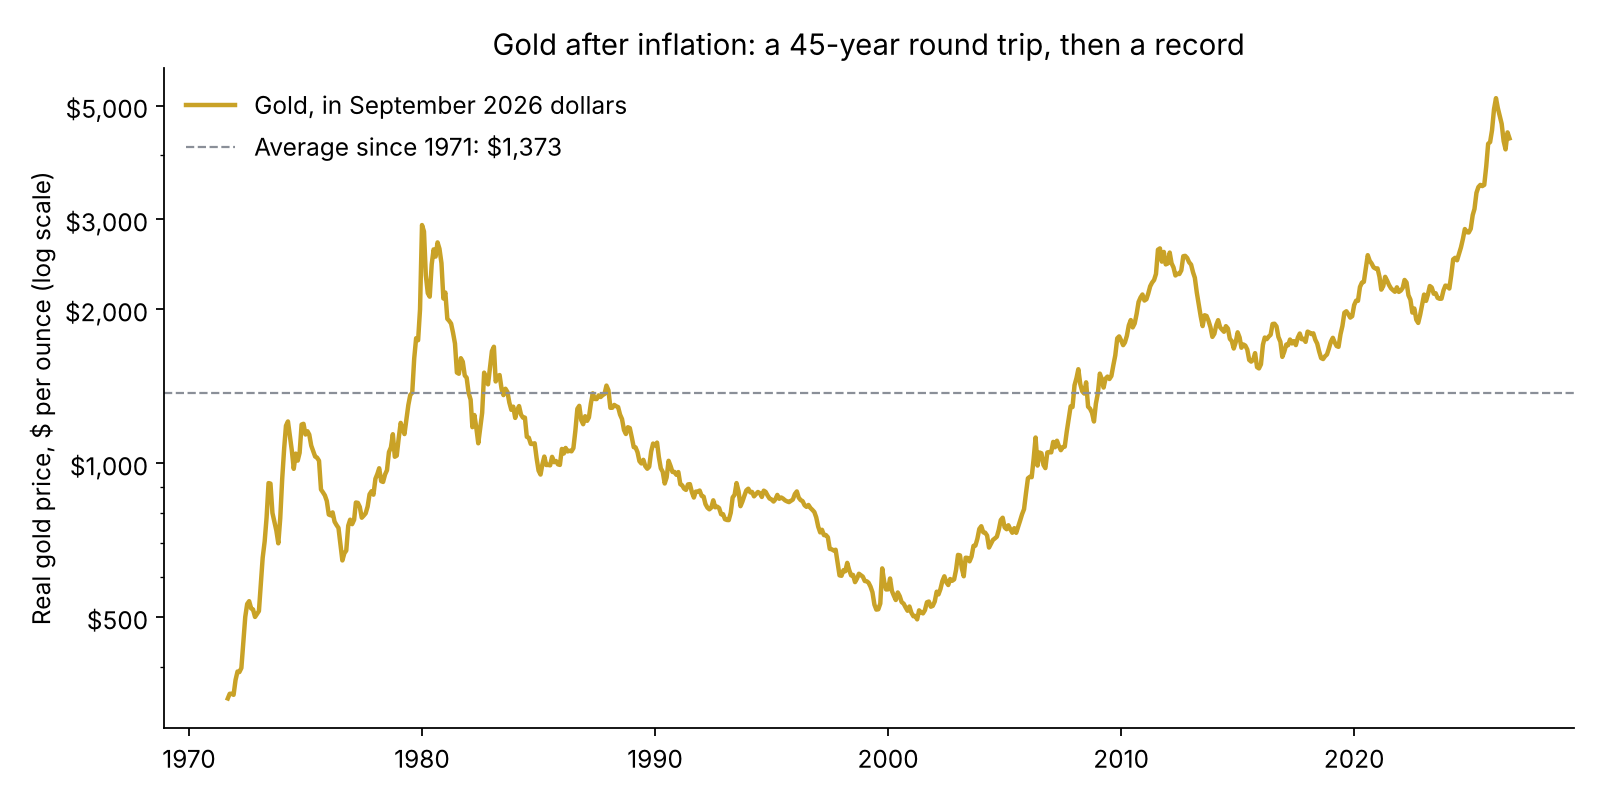 Gold after inflation: a 45-year round trip, then a record
Gold, in September 2026 dollars
Average since 1971: $1,373
Real gold price, $ per ounce (log scale)
$5,000
$3,000
$2,000
$1,000
$500
1970 1980 1990 2000 2010 2020